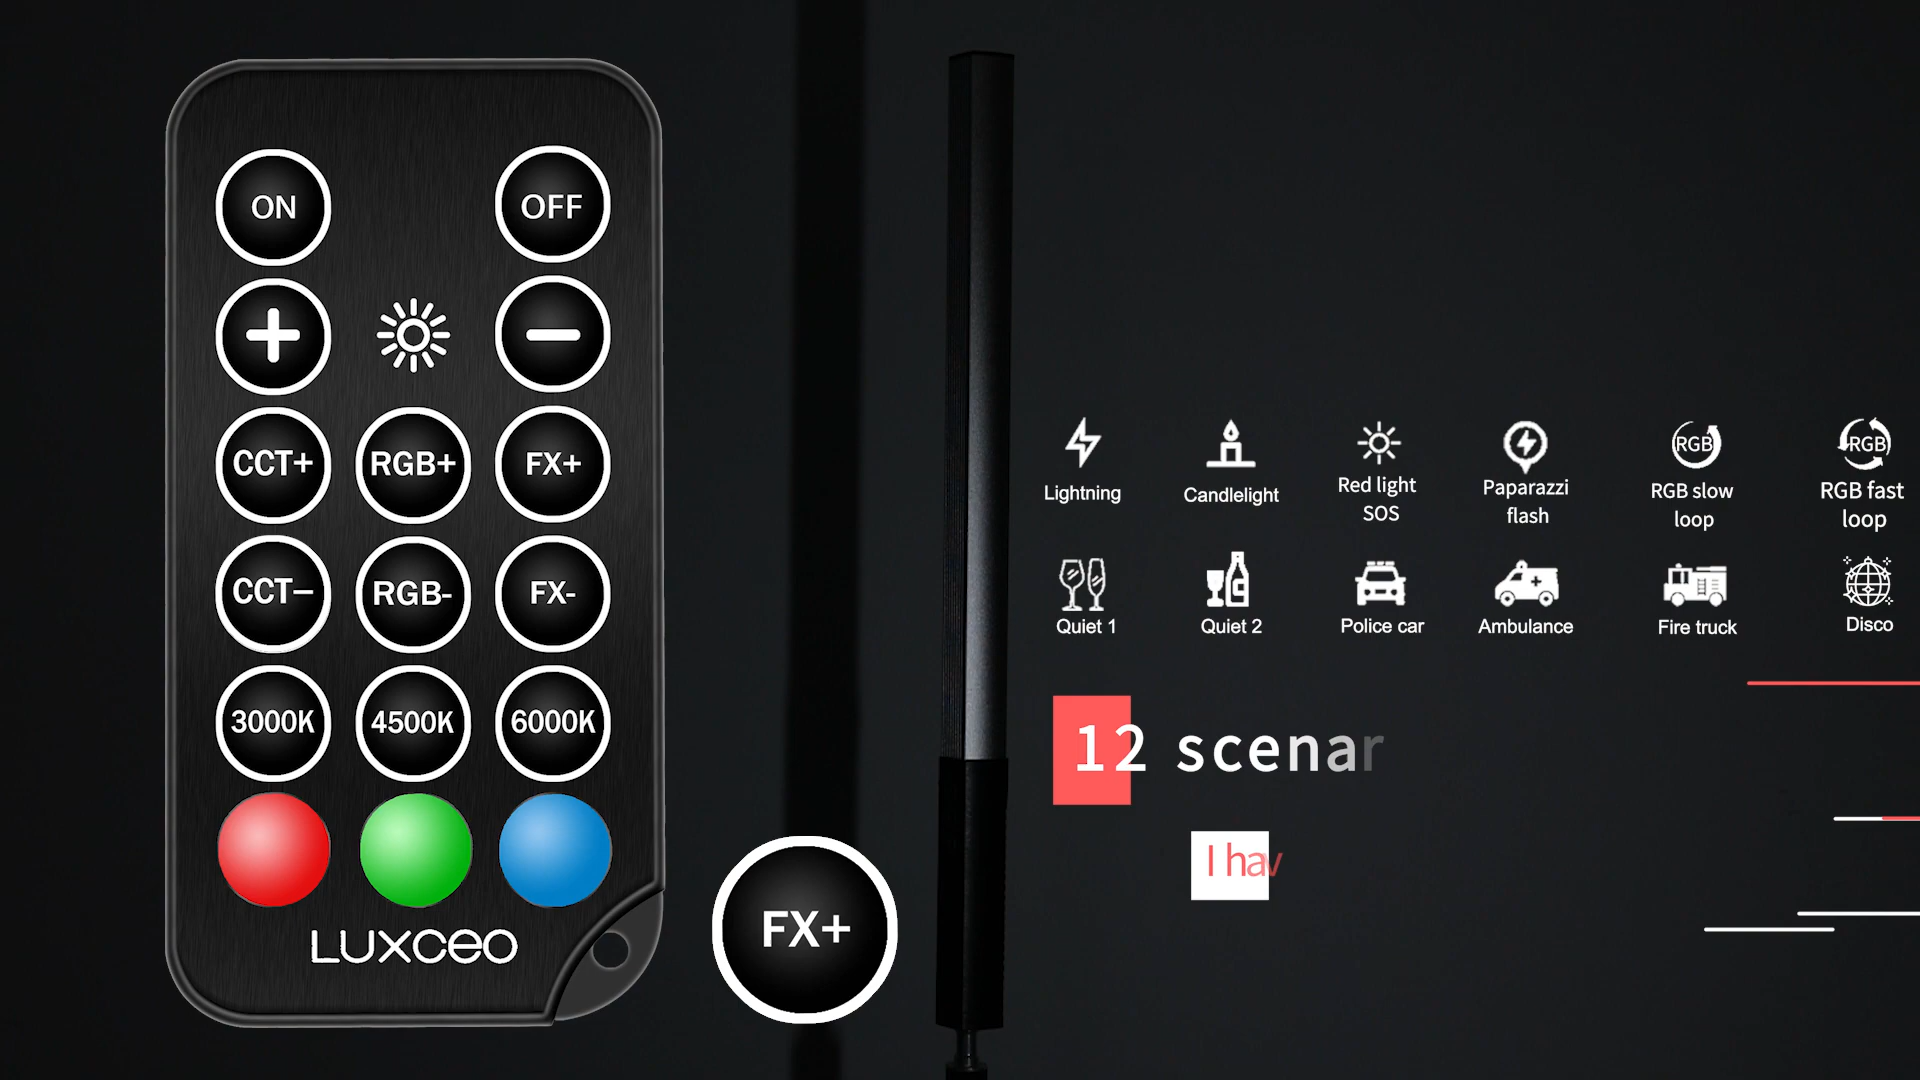 ON
OFF
CCT+
RGB+
FX+
CCT−
RGB-
FX-
3000K
4500K
6000K
LUXCEO
FX+
Lightning
Candlelight
Red light
SOS
Paparazzi
flash
RGB
RGB slow
loop
RGB
RGB fast
loop
Quiet 1
Quiet 2
Police car
Ambulance
Fire truck
Disco
12 scenar
I hav